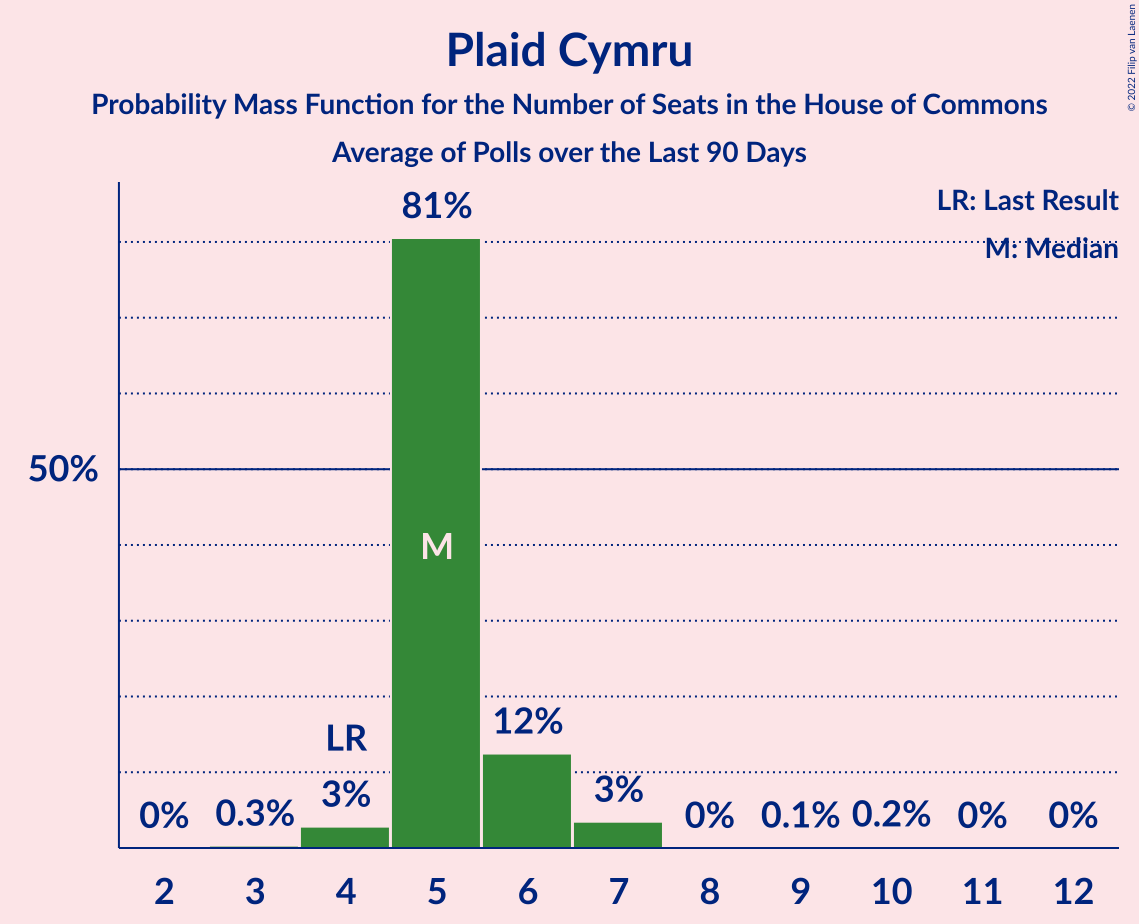 Plaid Cymru
Probability Mass Function for the Number of Seats in the House of Commons
Average of Polls over the Last 90 Days
© 2022 Filip van Laenen
LR: Last Result
M: Median
81%
50%
M
LR
12%
0%
0.3%
3%
3%
0%
0.1%
0.2%
0%
0%
2 3 4 5 6 7 8 9 10 11 12